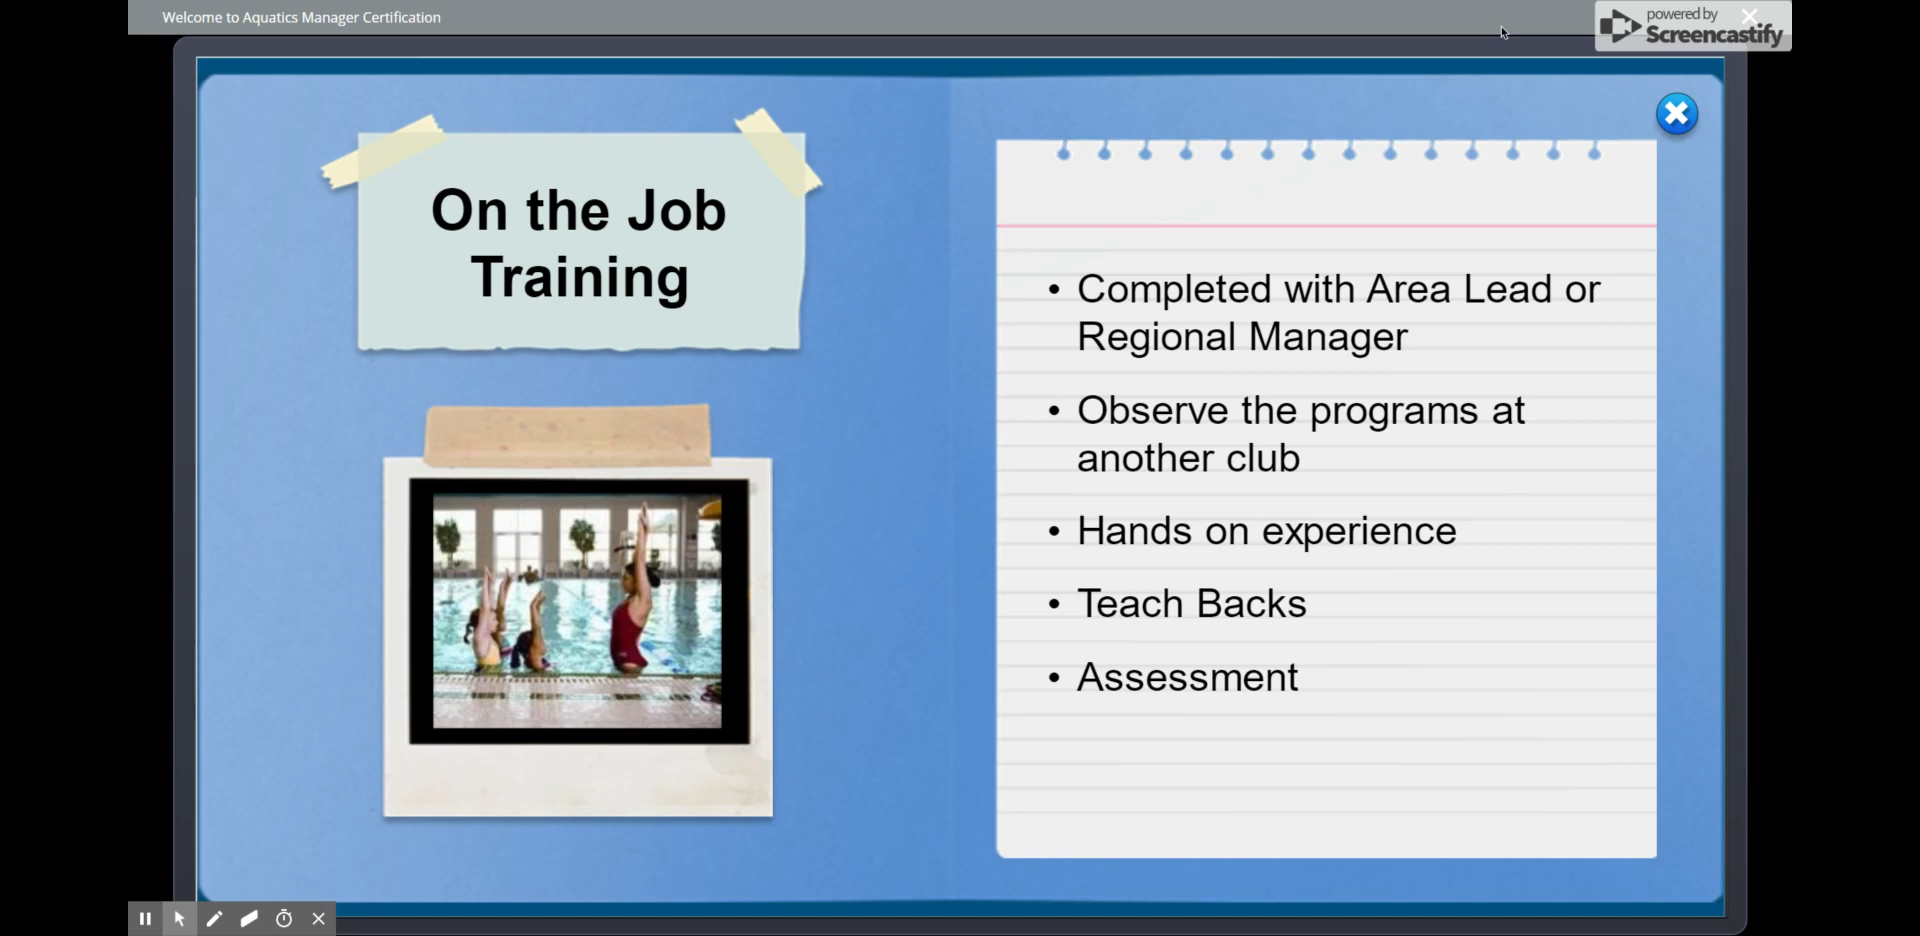 Welcome to Aquatics Manager Certification
powered by
Screencastify
On the Job
Training
• Completed with Area Lead or
Regional Manager
• Observe the programs at
another club
• Hands on experience
• Teach Backs
• Assessment